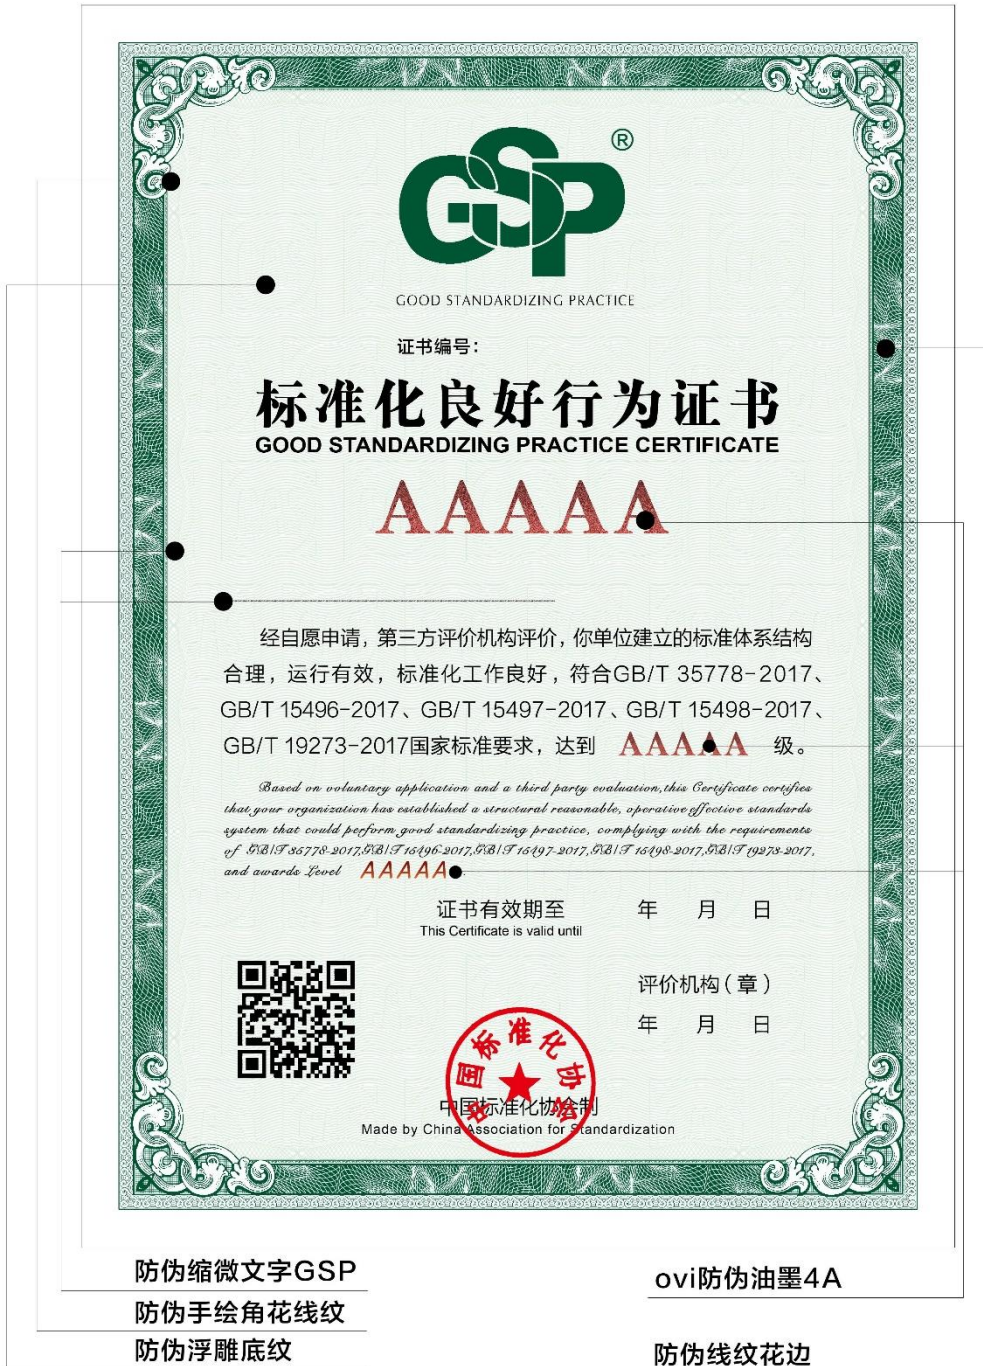 GSP®
GOOD STANDARDIZING PRACTICE
证书编号：
标准化良好行为证书
GOOD STANDARDIZING PRACTICE CERTIFICATE
AAAAA
经自愿申请，第三方评价机构评价，你单位建立的标准体系结构
合理，运行有效，标准化工作良好，符合GB/T 35778-2017、
GB/T 15496-2017、GB/T 15497-2017、GB/T 15498-2017、
GB/T 19273-2017国家标准要求，达到 AAAAA 级。
Based on voluntary application and a third party evaluation,this Certificate certifies
that your organization has established a structural reasonable, operative effective standards
system that could perform good standardizing practice, complying with the requirements
of GB/T 35778-2017,GB/T 15496-2017,GB/T 15497-2017,GB/T 15498-2017,GB/T 19273-2017,
and awards Level AAAAA.
证书有效期至 年 月 日
This Certificate is valid until
评价机构（章）
年 月 日
中国标准化协会
中国标准化协会制
Made by China Association for Standardization
防伪缩微文字GSP
ovi防伪油墨4A
防伪手绘角花线纹
防伪浮雕底纹
防伪线纹花边